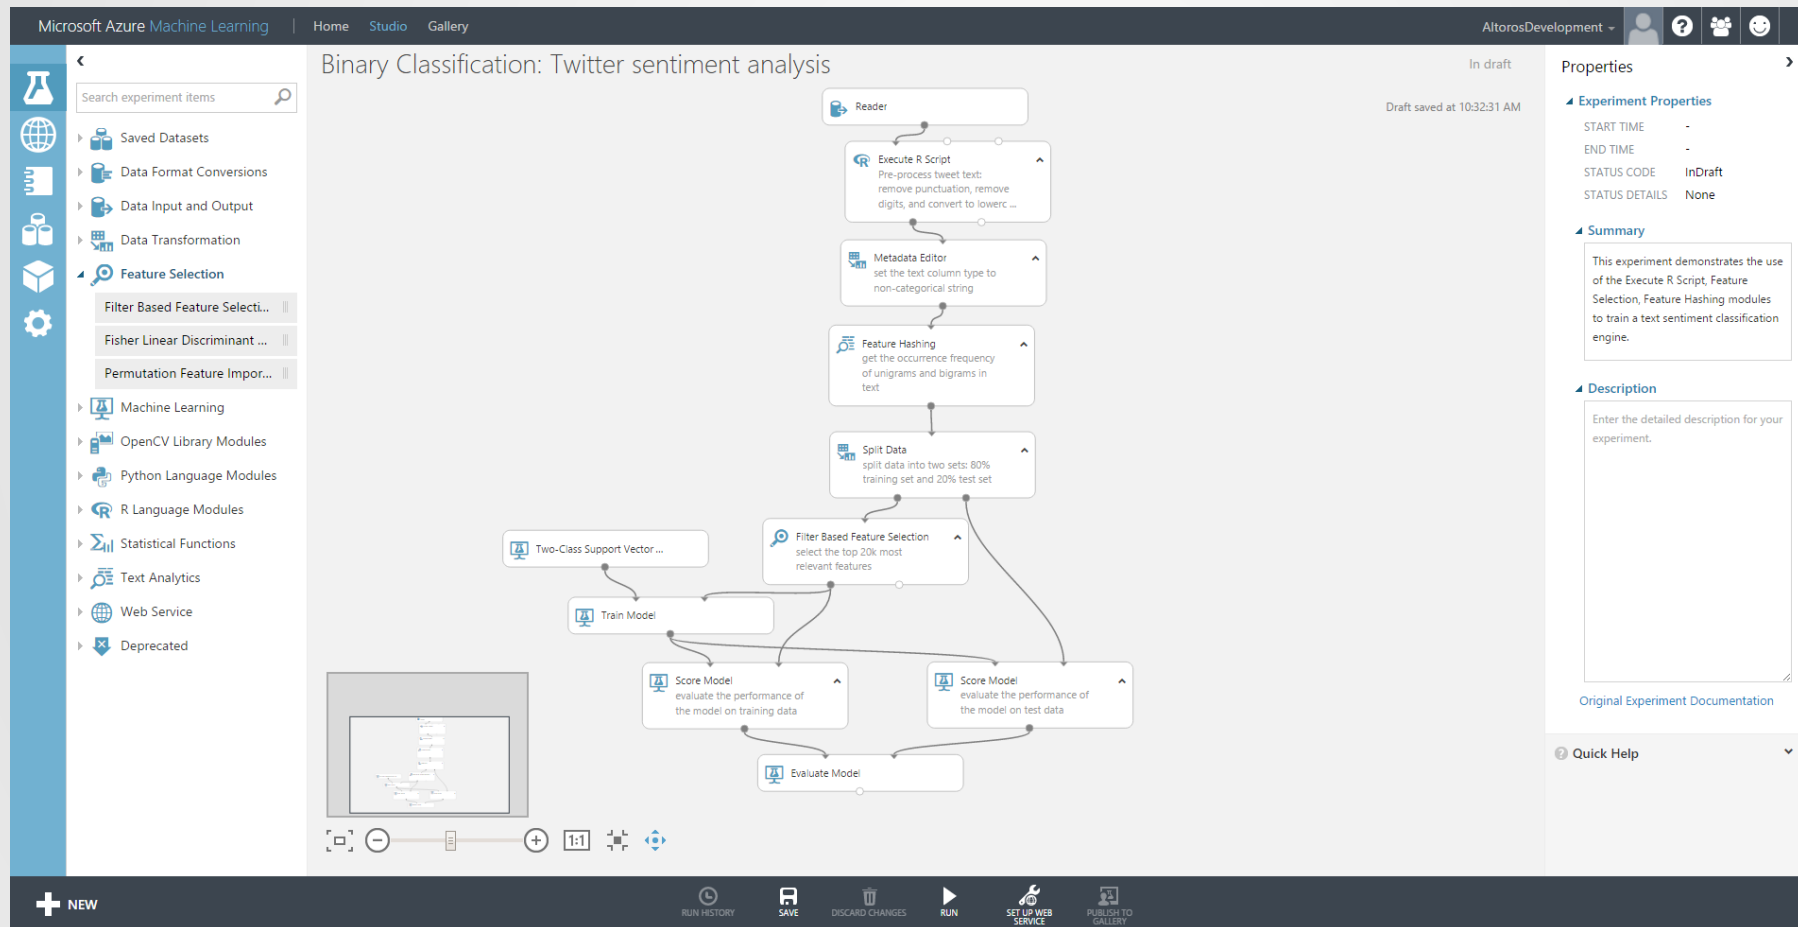 Microsoft Azure Machine Learning | Home Studio Gallery AltorosDevelopment
Binary Classification: Twitter sentiment analysis
In draft
Draft saved at 10:32:31 AM
Search experiment items
Saved Datasets
Data Format Conversions
Data Input and Output
Data Transformation
Feature Selection
Filter Based Feature Selecti...
Fisher Linear Discriminant ...
Permutation Feature Impor...
Machine Learning
OpenCV Library Modules
Python Language Modules
R Language Modules
Statistical Functions
Text Analytics
Web Service
Deprecated
Reader
Execute R Script
Pre-process tweet text:
remove punctuation, remove
digits, and convert to lowerc ...
Metadata Editor
set the text column type to
non-categorical string
Feature Hashing
get the occurrence frequency
of unigrams and bigrams in
text
Split Data
split data into two sets: 80%
training set and 20% test set
Filter Based Feature Selection
select the top 20k most
relevant features
Two-Class Support Vector ...
Train Model
Score Model
evaluate the performance of
the model on training data
Score Model
evaluate the performance of
the model on test data
Evaluate Model
1:1
Properties
Experiment Properties
START TIME -
END TIME -
STATUS CODE InDraft
STATUS DETAILS None
Summary
This experiment demonstrates the use
of the Execute R Script, Feature
Selection, Feature Hashing modules
to train a text sentiment classification
engine.
Description
Enter the detailed description for your
experiment.
Original Experiment Documentation
Quick Help
NEW
RUN HISTORY
SAVE
DISCARD CHANGES
RUN
SET UP WEB
SERVICE
PUBLISH TO
GALLERY